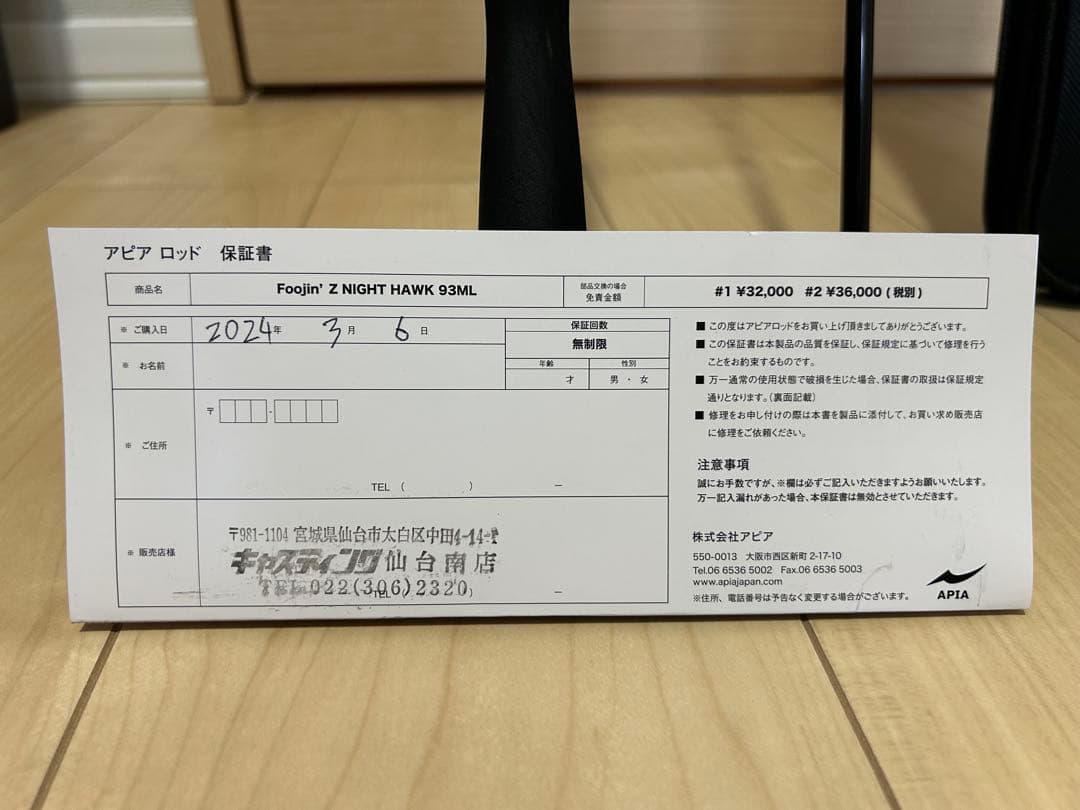 アピア ロッド 保証書
商品名 Foojin' Z NIGHT HAWK 93ML 部品交換の場合 免責金額 #1 ¥32,000 #2 ¥36,000 (税別)
※ ご購入日 2024年 3月 6日
※ お名前
保証回数
無制限
年齢 性別
才 男・女
※ ご住所 〒 -
TEL ( ) ー
※ 販売店様
〒981-1104 宮城県仙台市太白区中田4-14-
キャスティング仙台南店
TEL 022(306)2320
TEL ) ー
■ この度はアピアロッドをお買い上げ頂きましてありがとうございます。
■ この保証書は本製品の品質を保証し、保証規定に基づいて修理を行う
ことをお約束するものです。
■ 万一通常の使用状態で破損を生じた場合、保証書の取扱は保証規定
通りとなります。(裏面記載)
■ 修理をお申し付けの際は本書を製品に添付して、お買い求め販売店
に修理をご依頼ください。
注意事項
誠にお手数ですが、※欄は必ずご記入いただきますようお願いいたします。
万一記入漏れがあった場合、本保証書は無効とさせていただきます。
株式会社アピア
550-0013 大阪市西区新町 2-17-10
Tel.06 6536 5002 Fax.06 6536 5003
www.apiajapan.com
※住所、電話番号は予告なく変更する場合がございます。
APIA